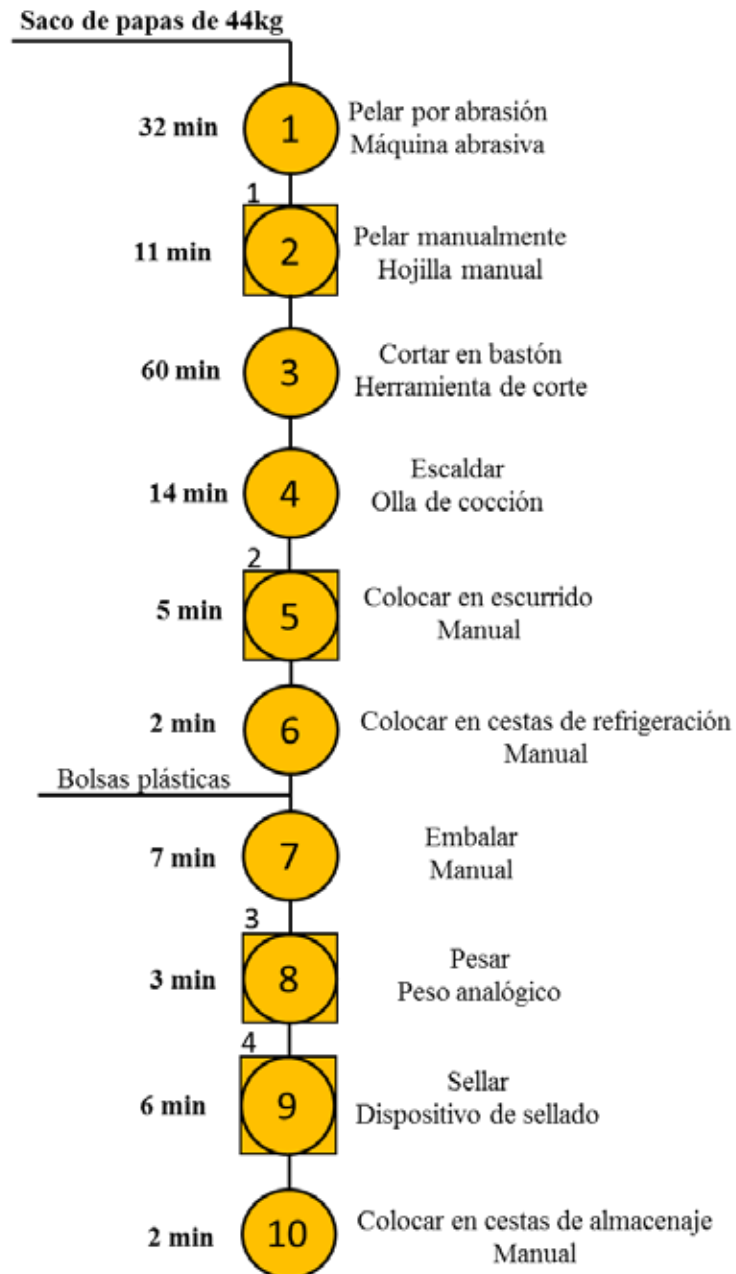 Saco de papas de 44kg
32 min
1
Pelar por abrasión
Máquina abrasiva
1
11 min
2
Pelar manualmente
Hojilla manual
60 min
3
Cortar en bastón
Herramienta de corte
14 min
4
Escaldar
Olla de cocción
2
5 min
5
Colocar en escurrido
Manual
2 min
6
Colocar en cestas de refrigeración
Manual
Bolsas plásticas
7 min
7
Embalar
Manual
3
3 min
8
Pesar
Peso analógico
4
6 min
9
Sellar
Dispositivo de sellado
2 min
10
Colocar en cestas de almacenaje
Manual